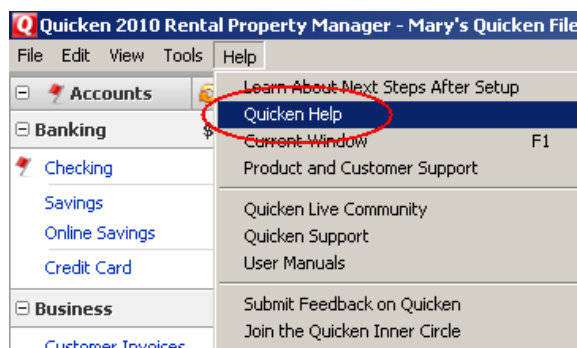 Quicken 2010 Rental Property Manager - Mary's Quicken File
File Edit View Tools Help
Accounts
Banking $
Checking
Savings
Online Savings
Credit Card
Business
Customer Invoices
Learn About Next Steps After Setup
Quicken Help
Current Window F1
Product and Customer Support
Quicken Live Community
Quicken Support
User Manuals
Submit Feedback on Quicken
Join the Quicken Inner Circle